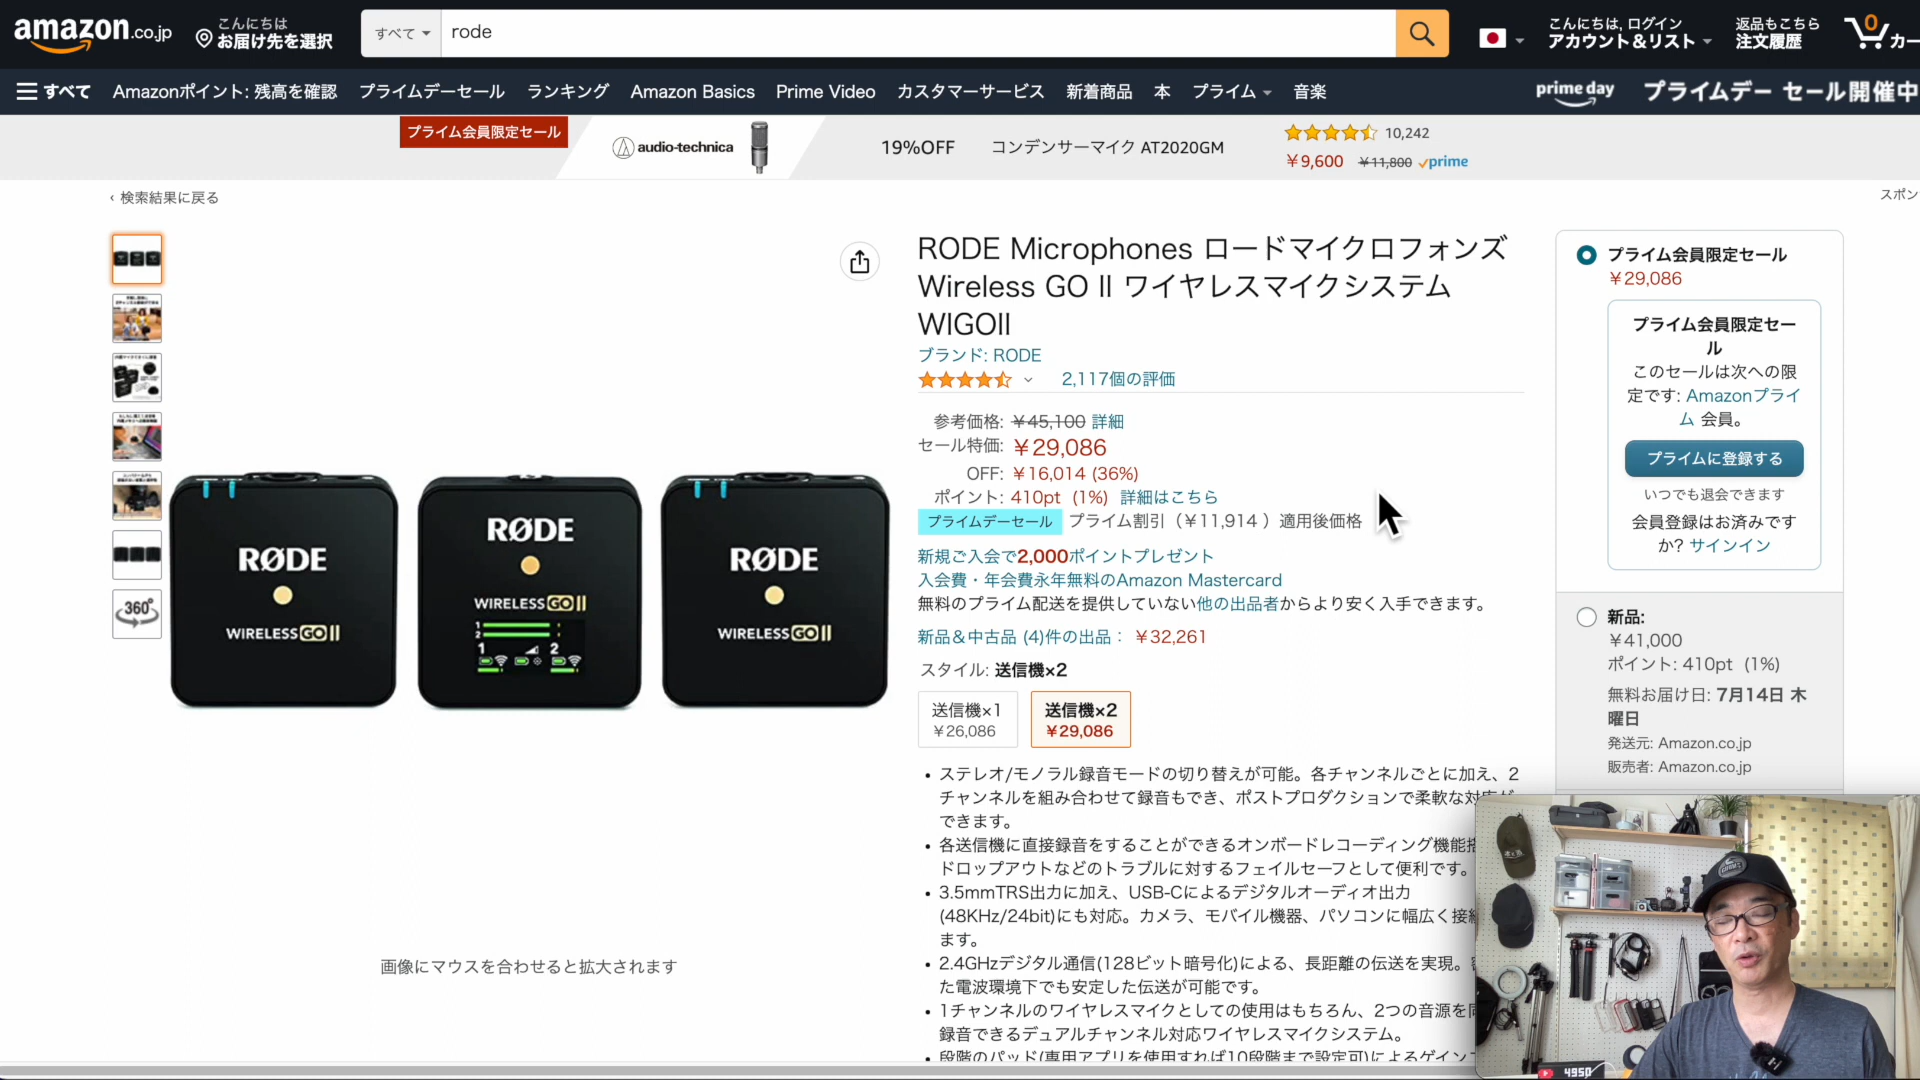 amazon.co.jp
こんにちは
お届け先を選択
すべて
rode
こんにちは, ログイン
アカウント＆リスト
返品もこちら
注文履歴
0
カー
すべて
Amazonポイント: 残高を確認
プライムデーセール
ランキング
Amazon Basics
Prime Video
カスタマーサービス
新着商品
本
プライム
音楽
prime day
プライムデー セール開催中
プライム会員限定セール
audio-technica
19%OFF
コンデンサーマイク AT2020GM
10,242
￥9,600 ￥11,800 prime
‹ 検索結果に戻る
スポン
360°
RØDE
WIRELESS GO II
RØDE
WIRELESS GO II
1
2
1 2
RØDE
WIRELESS GO II
画像にマウスを合わせると拡大されます
RODE Microphones ロードマイクロフォンズ
Wireless GO II ワイヤレスマイクシステム
WIGOII
ブランド: RODE
2,117個の評価
参考価格: ￥45,100 詳細
セール特価: ￥29,086
OFF: ￥16,014 (36%)
ポイント: 410pt (1%) 詳細はこちら
プライムデーセール プライム割引（￥11,914 ）適用後価格
新規ご入会で2,000ポイントプレゼント
入会費・年会費永年無料のAmazon Mastercard
無料のプライム配送を提供していない他の出品者からより安く入手できます。
新品＆中古品 (4)件の出品： ￥32,261
スタイル: 送信機×2
送信機×1
￥26,086
送信機×2
￥29,086
• ステレオ/モノラル録音モードの切り替えが可能。各チャンネルごとに加え、2
チャンネルを組み合わせて録音もでき、ポストプロダクションで柔軟な対応が
できます。
• 各送信機に直接録音をすることができるオンボードレコーディング機能搭
ドロップアウトなどのトラブルに対するフェイルセーフとして便利です。
• 3.5mmTRS出力に加え、USB-Cによるデジタルオーディオ出力
(48KHz/24bit)にも対応。カメラ、モバイル機器、パソコンに幅広く接続
ます。
• 2.4GHzデジタル通信(128ビット暗号化)による、長距離の伝送を実現。
た電波環境下でも安定した伝送が可能です。
• 1チャンネルのワイヤレスマイクとしての使用はもちろん、2つの音源を同
録音できるデュアルチャンネル対応ワイヤレスマイクシステム。
• 段階のパッド(専用アプリを使用すれば10段階まで設定可)によるゲイン
プライム会員限定セール
￥29,086
プライム会員限定セー
ル
このセールは次への限
定です: Amazonプライ
ム 会員。
プライムに登録する
いつでも退会できます
会員登録はお済みです
か? サインイン
新品:
￥41,000
ポイント: 410pt (1%)
無料お届け日: 7月14日 木
曜日
発送元: Amazon.co.jp
販売者: Amazon.co.jp
4950